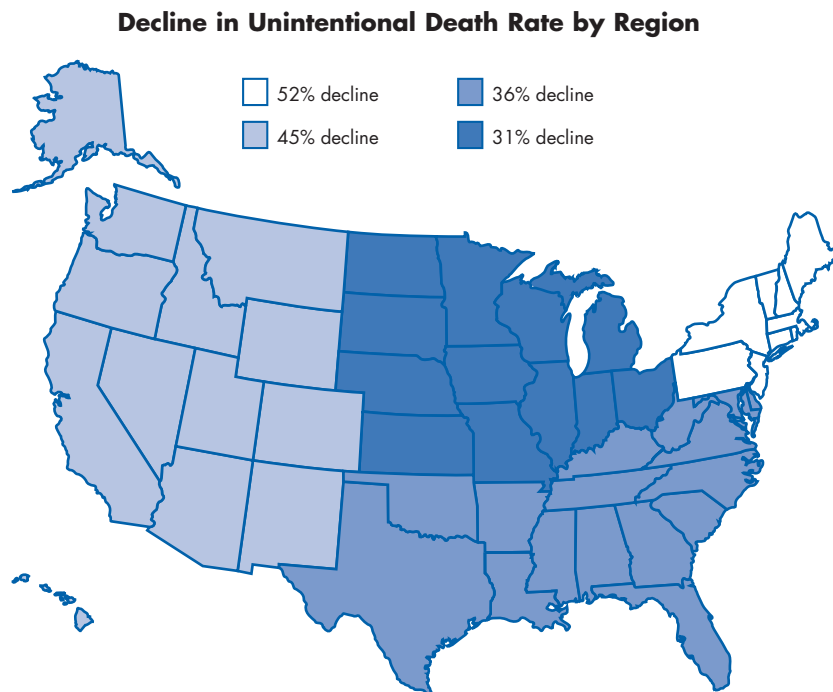 Decline in Unintentional Death Rate by Region
52% decline
36% decline
45% decline
31% decline